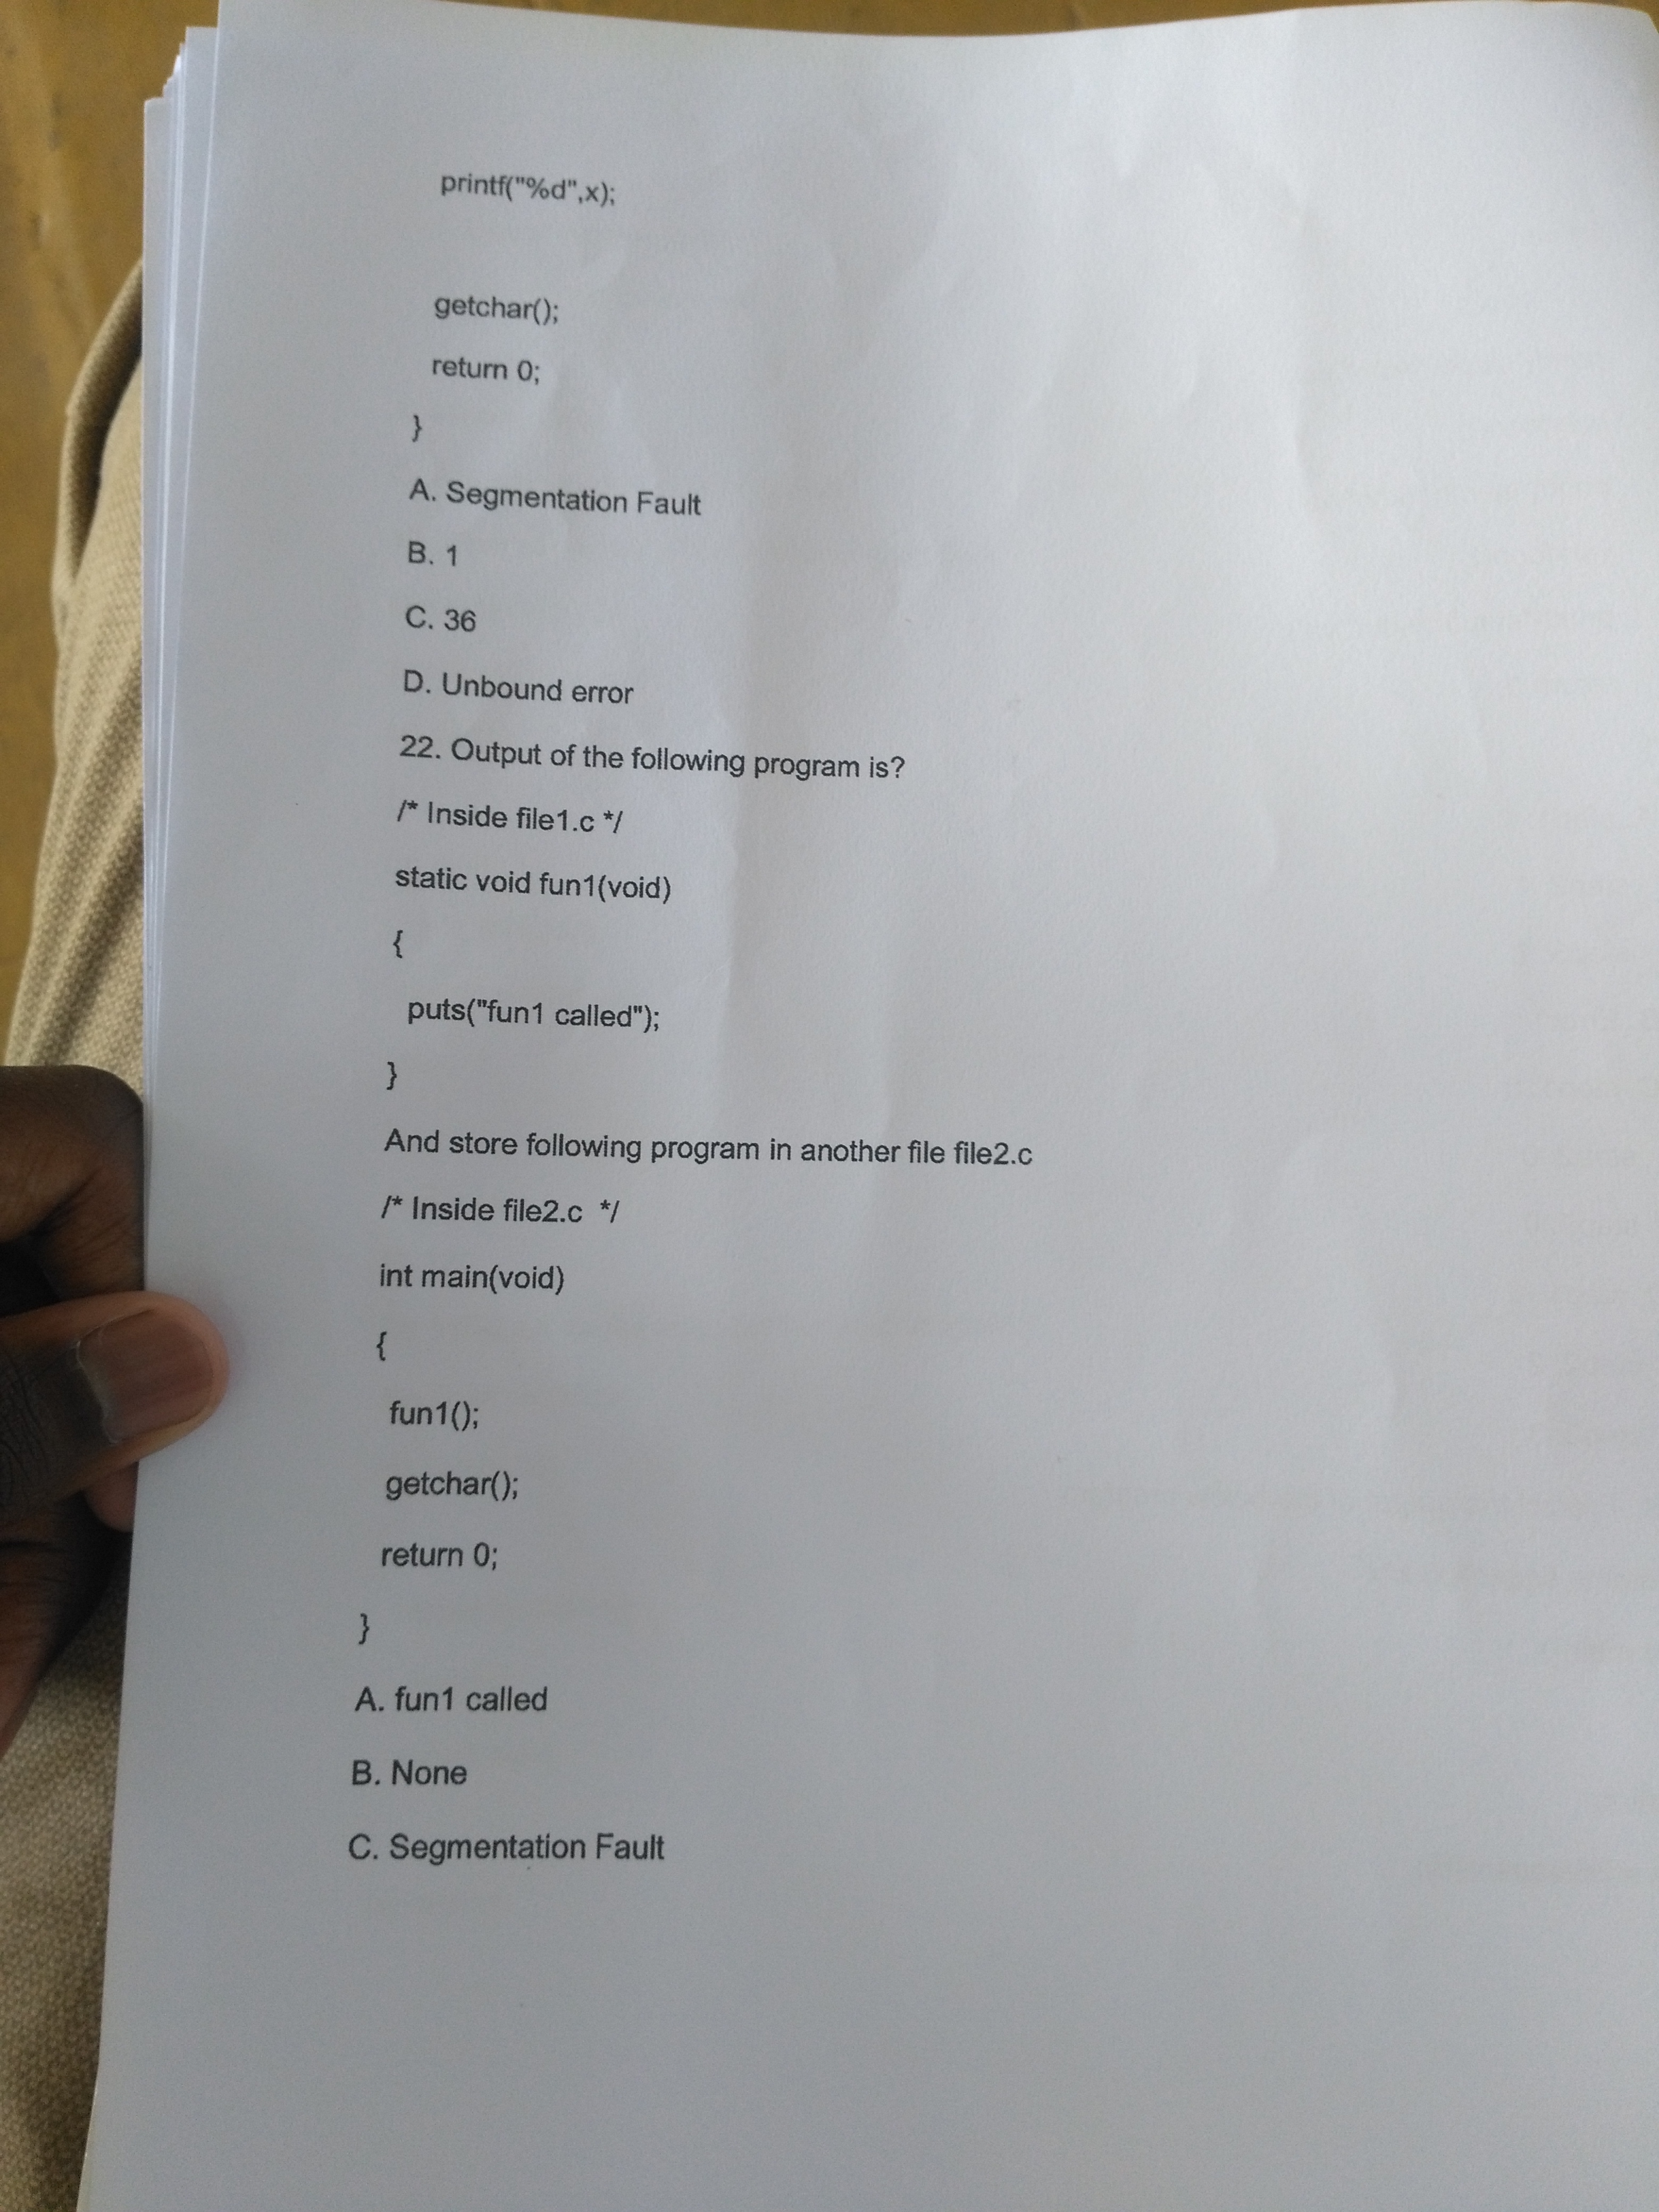 printf("%d",x);
getchar();
return 0;
}
A. Segmentation Fault
B. 1
C. 36
D. Unbound error
22. Output of the following program is?
/* Inside file1.c */
static void fun1(void)
{
puts("fun1 called");
}
And store following program in another file file2.c
/* Inside file2.c  */
int main(void)
{
fun1();
getchar();
return 0;
}
A. fun1 called
B. None
C. Segmentation Fault